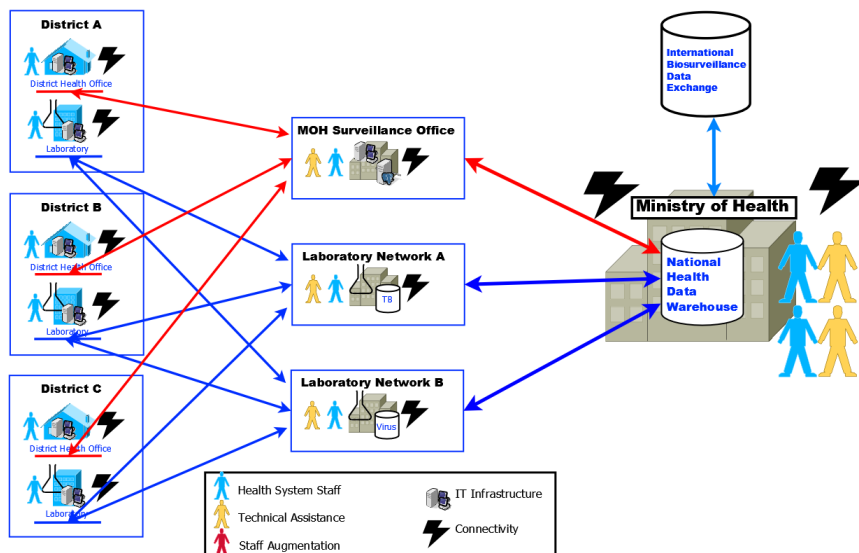 District A
District Health Office
Laboratory
District B
District Health Office
Laboratory
District C
District Health Office
Laboratory
MOH Surveillance Office
Laboratory Network A
TB
Laboratory Network B
Virus
International
Biosurveillance
Data
Exchange
Ministry of Health
National
Health
Data
Warehouse
Health System Staff
Technical Assistance
Staff Augmentation
IT Infrastructure
Connectivity